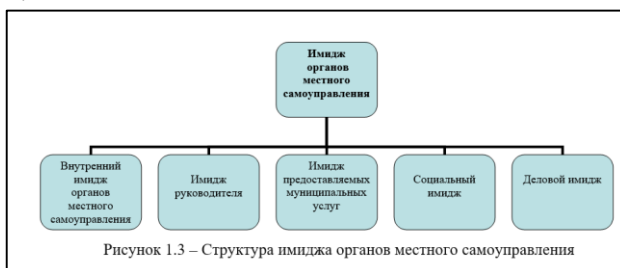 Имидж
органов
местного
самоуправления
Внутренний
имидж
органов
местного
самоуправления
Имидж
руководителя
Имидж
предоставляемых
муниципальных
услуг
Социальный
имидж
Деловой имидж
Рисунок 1.3 – Структура имиджа органов местного самоуправления